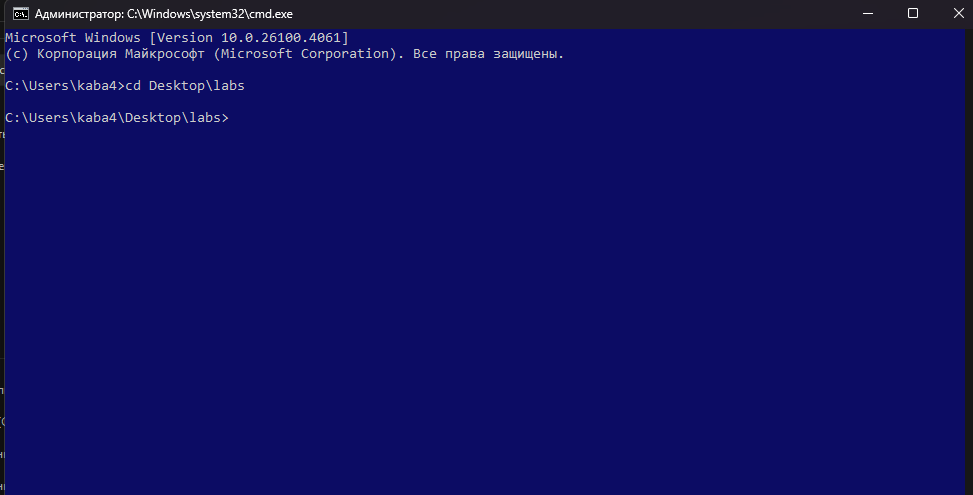 Администратор: C:\Windows\system32\cmd.exe
Microsoft Windows [Version 10.0.26100.4061]
(c) Корпорация Майкрософт (Microsoft Corporation). Все права защищены.
C:\Users\kaba4>cd Desktop\labs
C:\Users\kaba4\Desktop\labs>